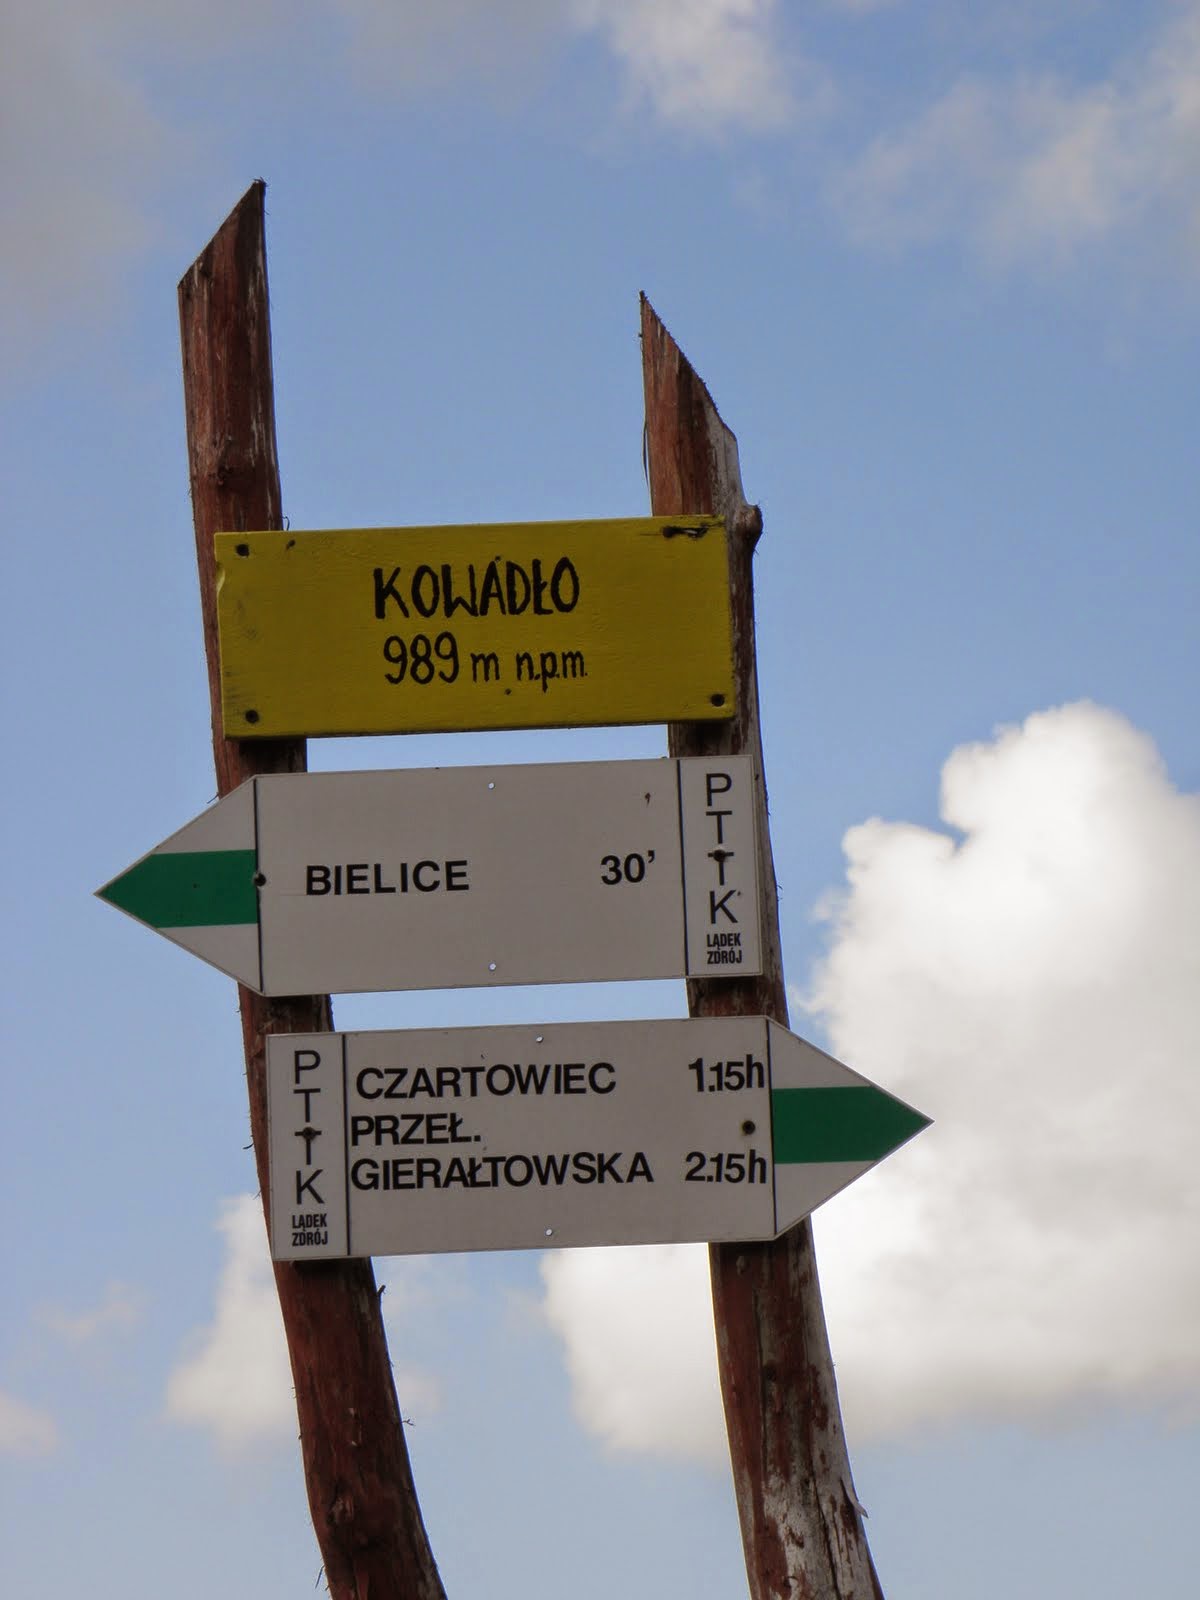 KOWADŁO
989 m n.p.m.
BIELICE 30'
PTTK
LĄDEK
ZDRÓJ
PTTK
LĄDEK
ZDRÓJ
CZARTOWIEC 1.15h
PRZEŁ.
GIERAŁTOWSKA 2.15h